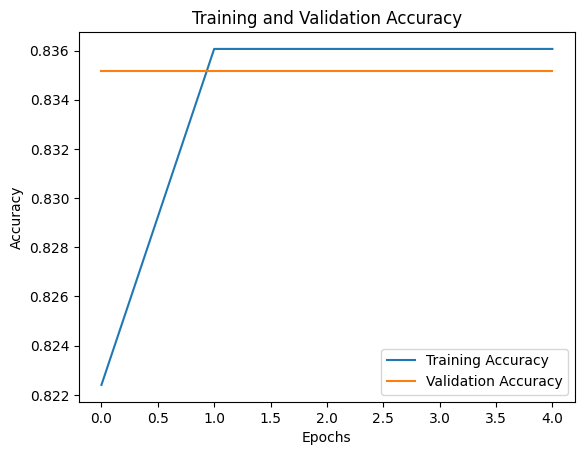 Training and Validation Accuracy
0.836
0.834
0.832
0.830
0.828
0.826
0.824
0.822
Accuracy
0.0 0.5 1.0 1.5 2.0 2.5 3.0 3.5 4.0
Epochs
Training Accuracy
Validation Accuracy